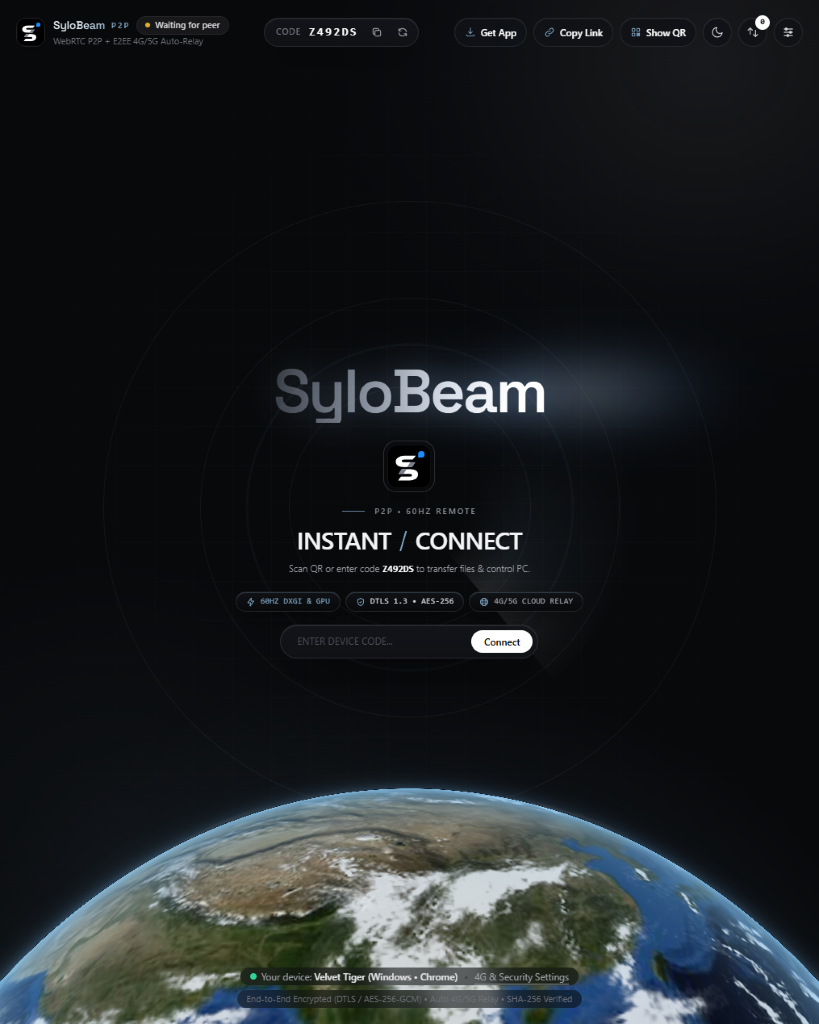 SyloBeam P2P Waiting for peer
WebRTC P2P + E2EE 4G/5G Auto-Relay
CODE Z492DS
Get App
Copy Link
Show QR
0
SyloBeam
P2P • 60HZ REMOTE
INSTANT / CONNECT
Scan QR or enter code Z492DS to transfer files & control PC.
60HZ DXGI & GPU
DTLS 1.3 • AES-256
4G/5G CLOUD RELAY
ENTER DEVICE CODE...
Connect
Your device: Velvet Tiger (Windows • Chrome) • 4G & Security Settings
End-to-End Encrypted (DTLS / AES-256-GCM) • Auto 4G/5G Relay • SHA-256 Verified